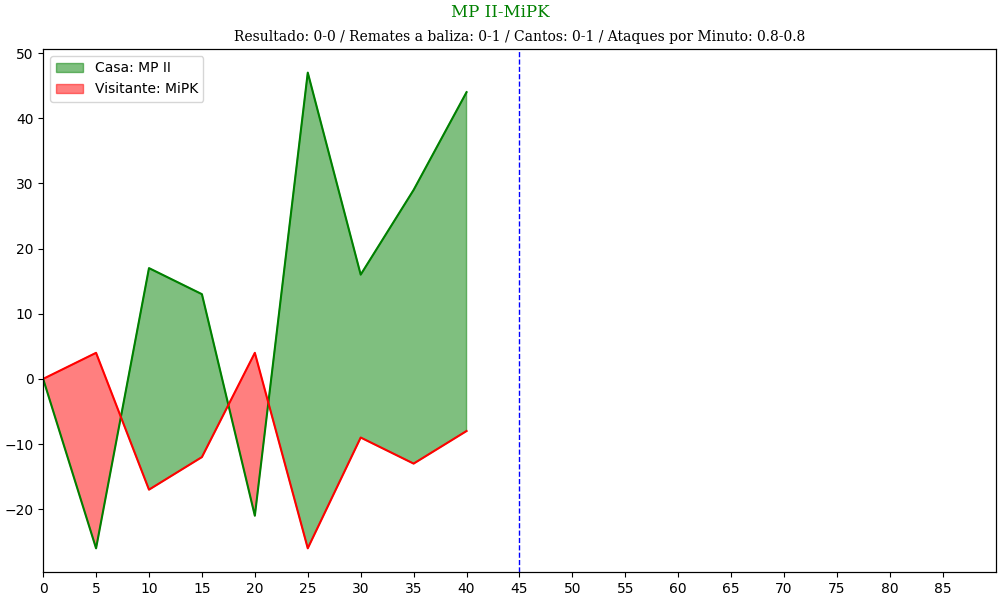 MP II-MiPK
Resultado: 0-0 / Remates a baliza: 0-1 / Cantos: 0-1 / Ataques por Minuto: 0.8-0.8
Casa: MP II
Visitante: MiPK
50
40
30
20
10
0
−10
−20
0 5 10 15 20 25 30 35 40 45 50 55 60 65 70 75 80 85